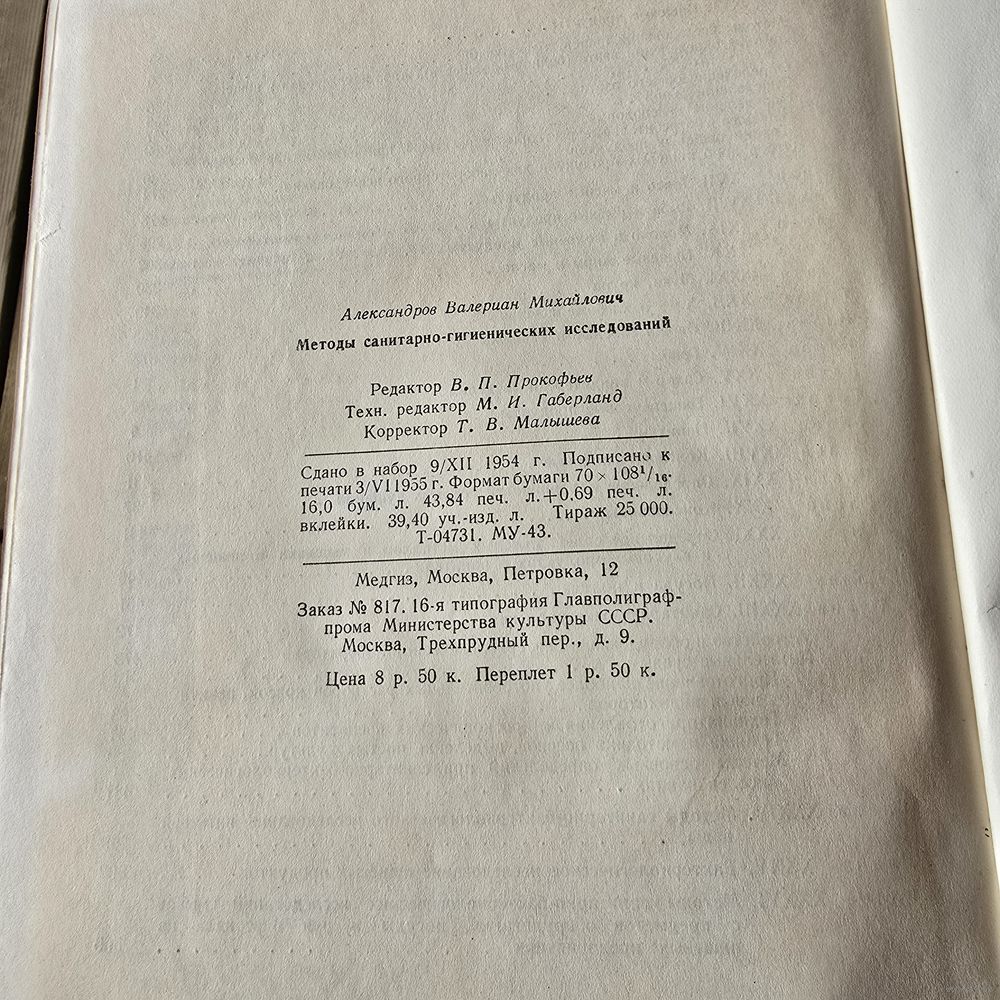 Александров Валериан Михайлович
Методы санитарно-гигиенических исследований
Редактор В. П. Прокофьев
Техн. редактор М. И. Габерланд
Корректор Т. В. Малышева
Сдано в набор 9/XII 1954 г. Подписано к
печати 3/VI 1955 г. Формат бумаги 70 × 108¹/₁₆.
16,0 бум. л. 43,84 печ. л.+0.69 печ. л.
вклейки. 39,40 уч.-изд. л. Тираж 25 000.
Т-04731. МУ-43.
Медгиз, Москва, Петровка, 12
Заказ № 817. 16-я типография Главполиграф-
прома Министерства культуры СССР.
Москва, Трехпрудный пер., д. 9.
Цена 8 р. 50 к. Переплет 1 р. 50 к.